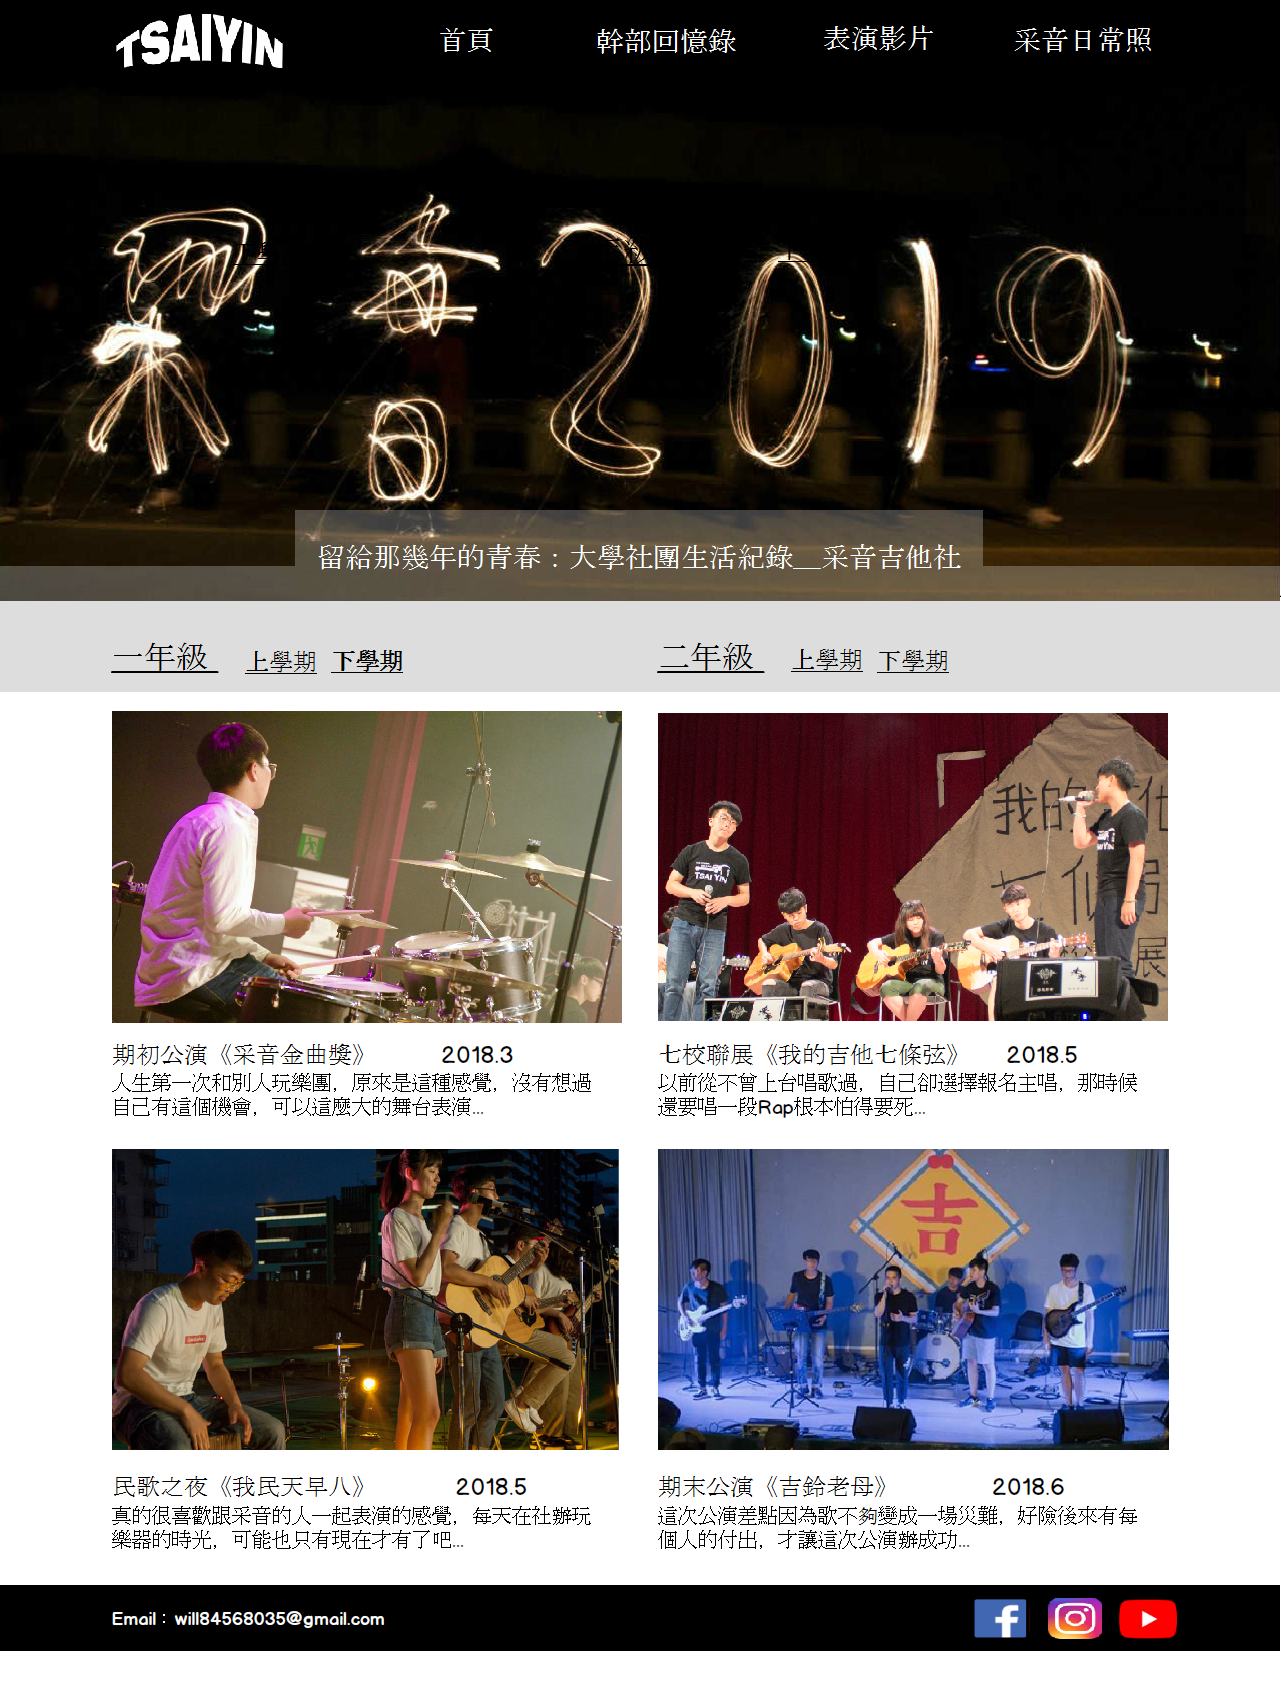 TSAIYIN
首頁 幹部回憶錄 表演影片 采音日常照
采音2019
留給那幾年的青春：大學社團生活紀錄__采音吉他社
一年級 上學期 下學期 二年級 上學期 下學期
我的
TSAIYIN
展
期初公演《采音金曲獎》 2018.3
人生第一次和別人玩樂團，原來是這種感覺，沒有想過
自己有這個機會，可以這麼大的舞台表演...
七校聯展《我的吉他七條弦》 2018.5
以前從不曾上台唱歌過，自己卻選擇報名主唱，那時候
還要唱一段Rap根本怕得要死...
吉
民歌之夜《我民天早八》 2018.5
真的很喜歡跟采音的人一起表演的感覺，每天在社辦玩
樂器的時光，可能也只有現在才有了吧...
期末公演《吉鈴老母》 2018.6
這次公演差點因為歌不夠變成一場災難，好險後來有每
個人的付出，才讓這次公演辦成功...
Email：will84568035@gmail.com